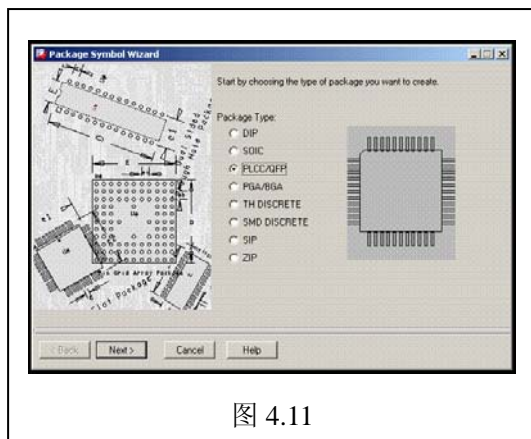 Package Symbol Wizard
Start by choosing the type of package you want to create.
Package Type:
DIP
SOIC
PLCC/QFP
PGA/BGA
TH DISCRETE
SMD DISCRETE
SIP
ZIP
< Back
Next >
Cancel
Help
图 4.11